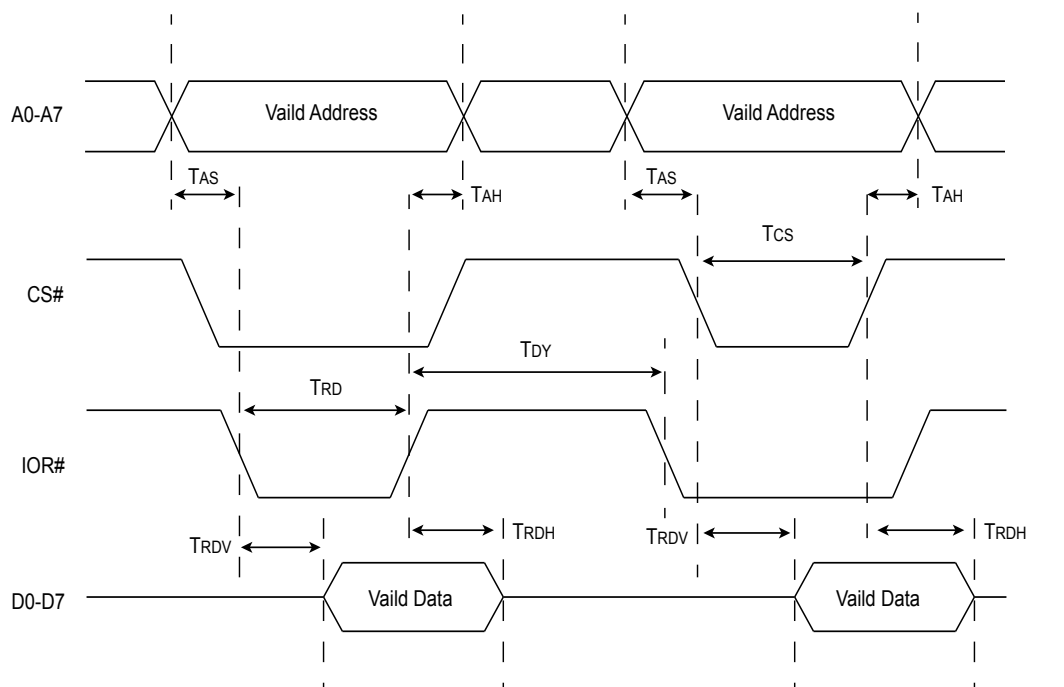 A0-A7
Vaild Address
Vaild Address
TAS
TAH
TAS
TAH
TCS
CS#
TDY
TRD
IOR#
TRDV
TRDH
TRDV
TRDH
D0-D7
Vaild Data
Vaild Data